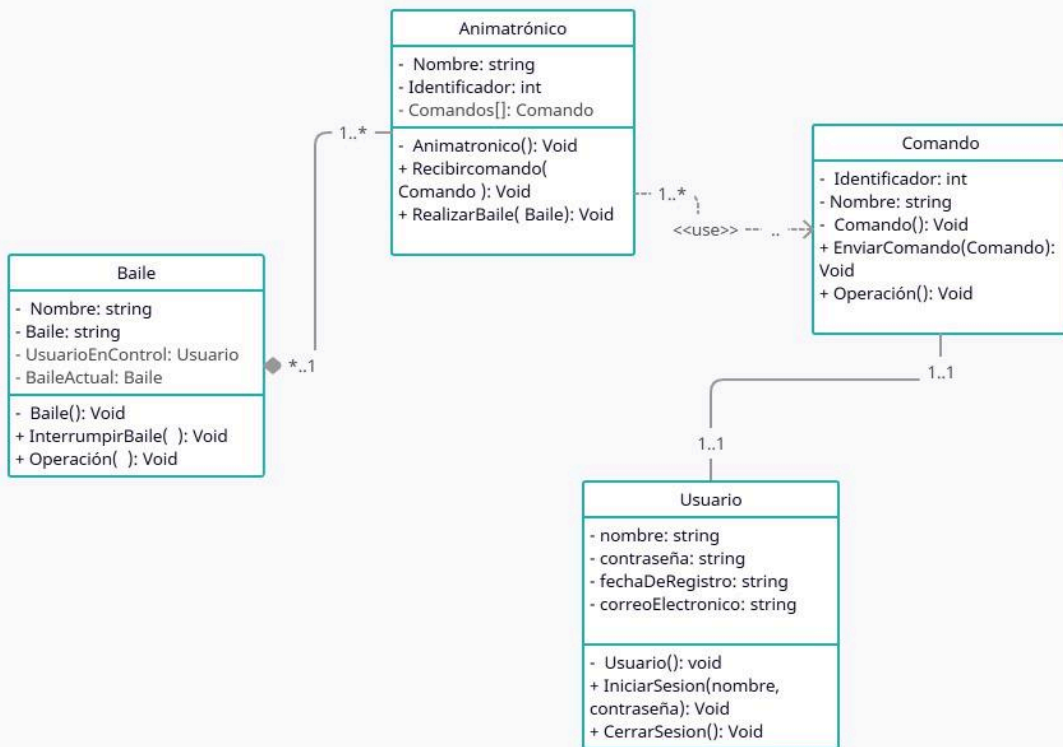 Animatrónico
- Nombre: string
- Identificador: int
- Comandos[]: Comando
- Animatronico(): Void
+ Recibircomando(
Comando ): Void
+ RealizarBaile( Baile): Void
1..*
1..*
<<use>>
..
Comando
- Identificador: int
- Nombre: string
- Comando(): Void
+ EnviarComando(Comando):
Void
+ Operación(): Void
Baile
- Nombre: string
- Baile: string
- UsuarioEnControl: Usuario
- BaileActual: Baile
- Baile(): Void
+ InterrumpirBaile( ): Void
+ Operación( ): Void
*..1
1..1
1..1
Usuario
- nombre: string
- contraseña: string
- fechaDeRegistro: string
- correoElectronico: string
- Usuario(): void
+ IniciarSesion(nombre,
contraseña): Void
+ CerrarSesion(): Void